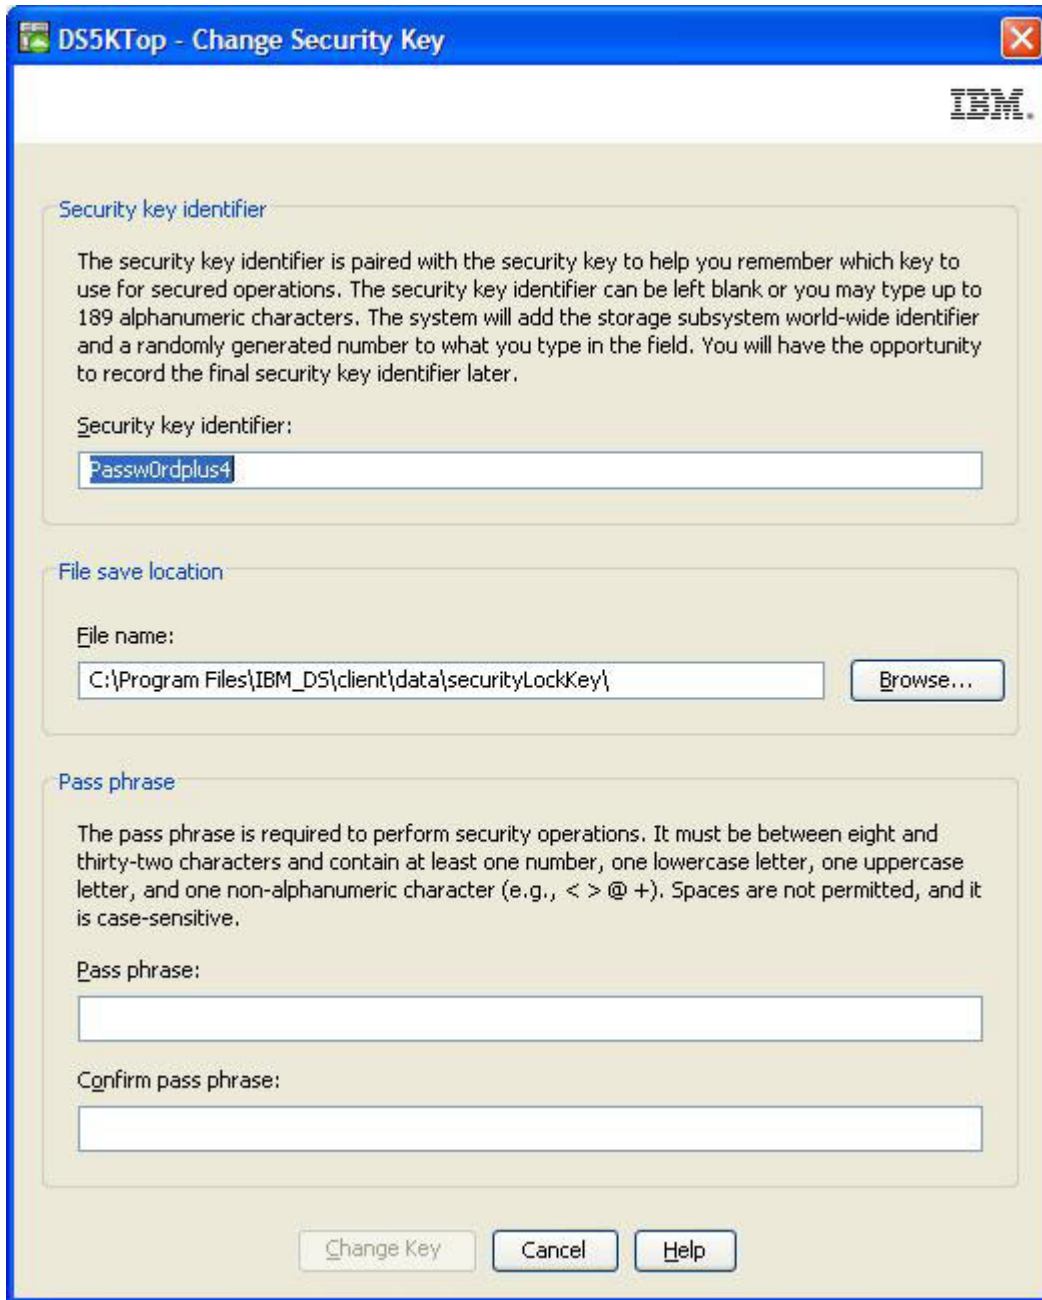 DS5KTop - Change Security Key
IBM.
Security key identifier
The security key identifier is paired with the security key to help you remember which key to
use for secured operations. The security key identifier can be left blank or you may type up to
189 alphanumeric characters. The system will add the storage subsystem world-wide identifier
and a randomly generated number to what you type in the field. You will have the opportunity
to record the final security key identifier later.
Security key identifier:
Passw0rdplus4
File save location
File name:
C:\Program Files\IBM_DS\client\data\securityLockKey\
Browse...
Pass phrase
The pass phrase is required to perform security operations. It must be between eight and
thirty-two characters and contain at least one number, one lowercase letter, one uppercase
letter, and one non-alphanumeric character (e.g., < > @ +). Spaces are not permitted, and it
is case-sensitive.
Pass phrase:
Confirm pass phrase:
Change Key
Cancel
Help